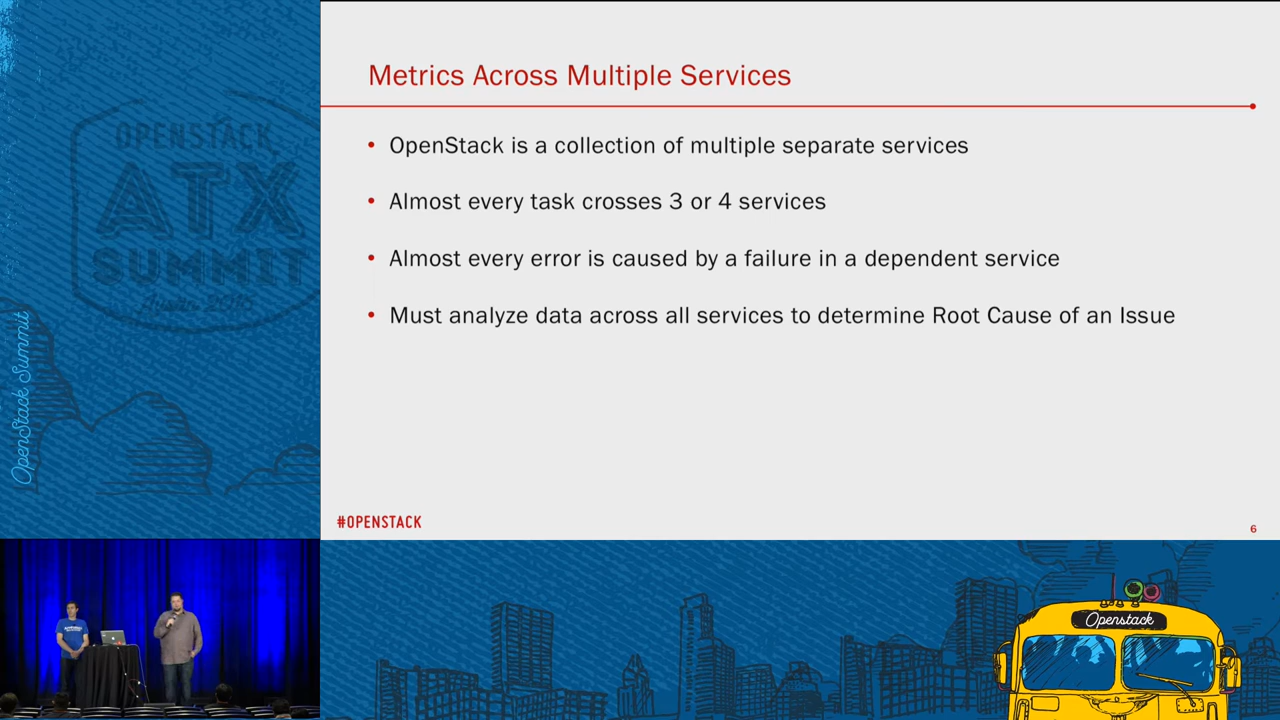 Metrics Across Multiple Services
• OpenStack is a collection of multiple separate services
• Almost every task crosses 3 or 4 services
• Almost every error is caused by a failure in a dependent service
• Must analyze data across all services to determine Root Cause of an Issue
#OPENSTACK
6
OPENSTACK
ATX
SUMMIT
Austin 2016
OpenStack Summit
Openstack